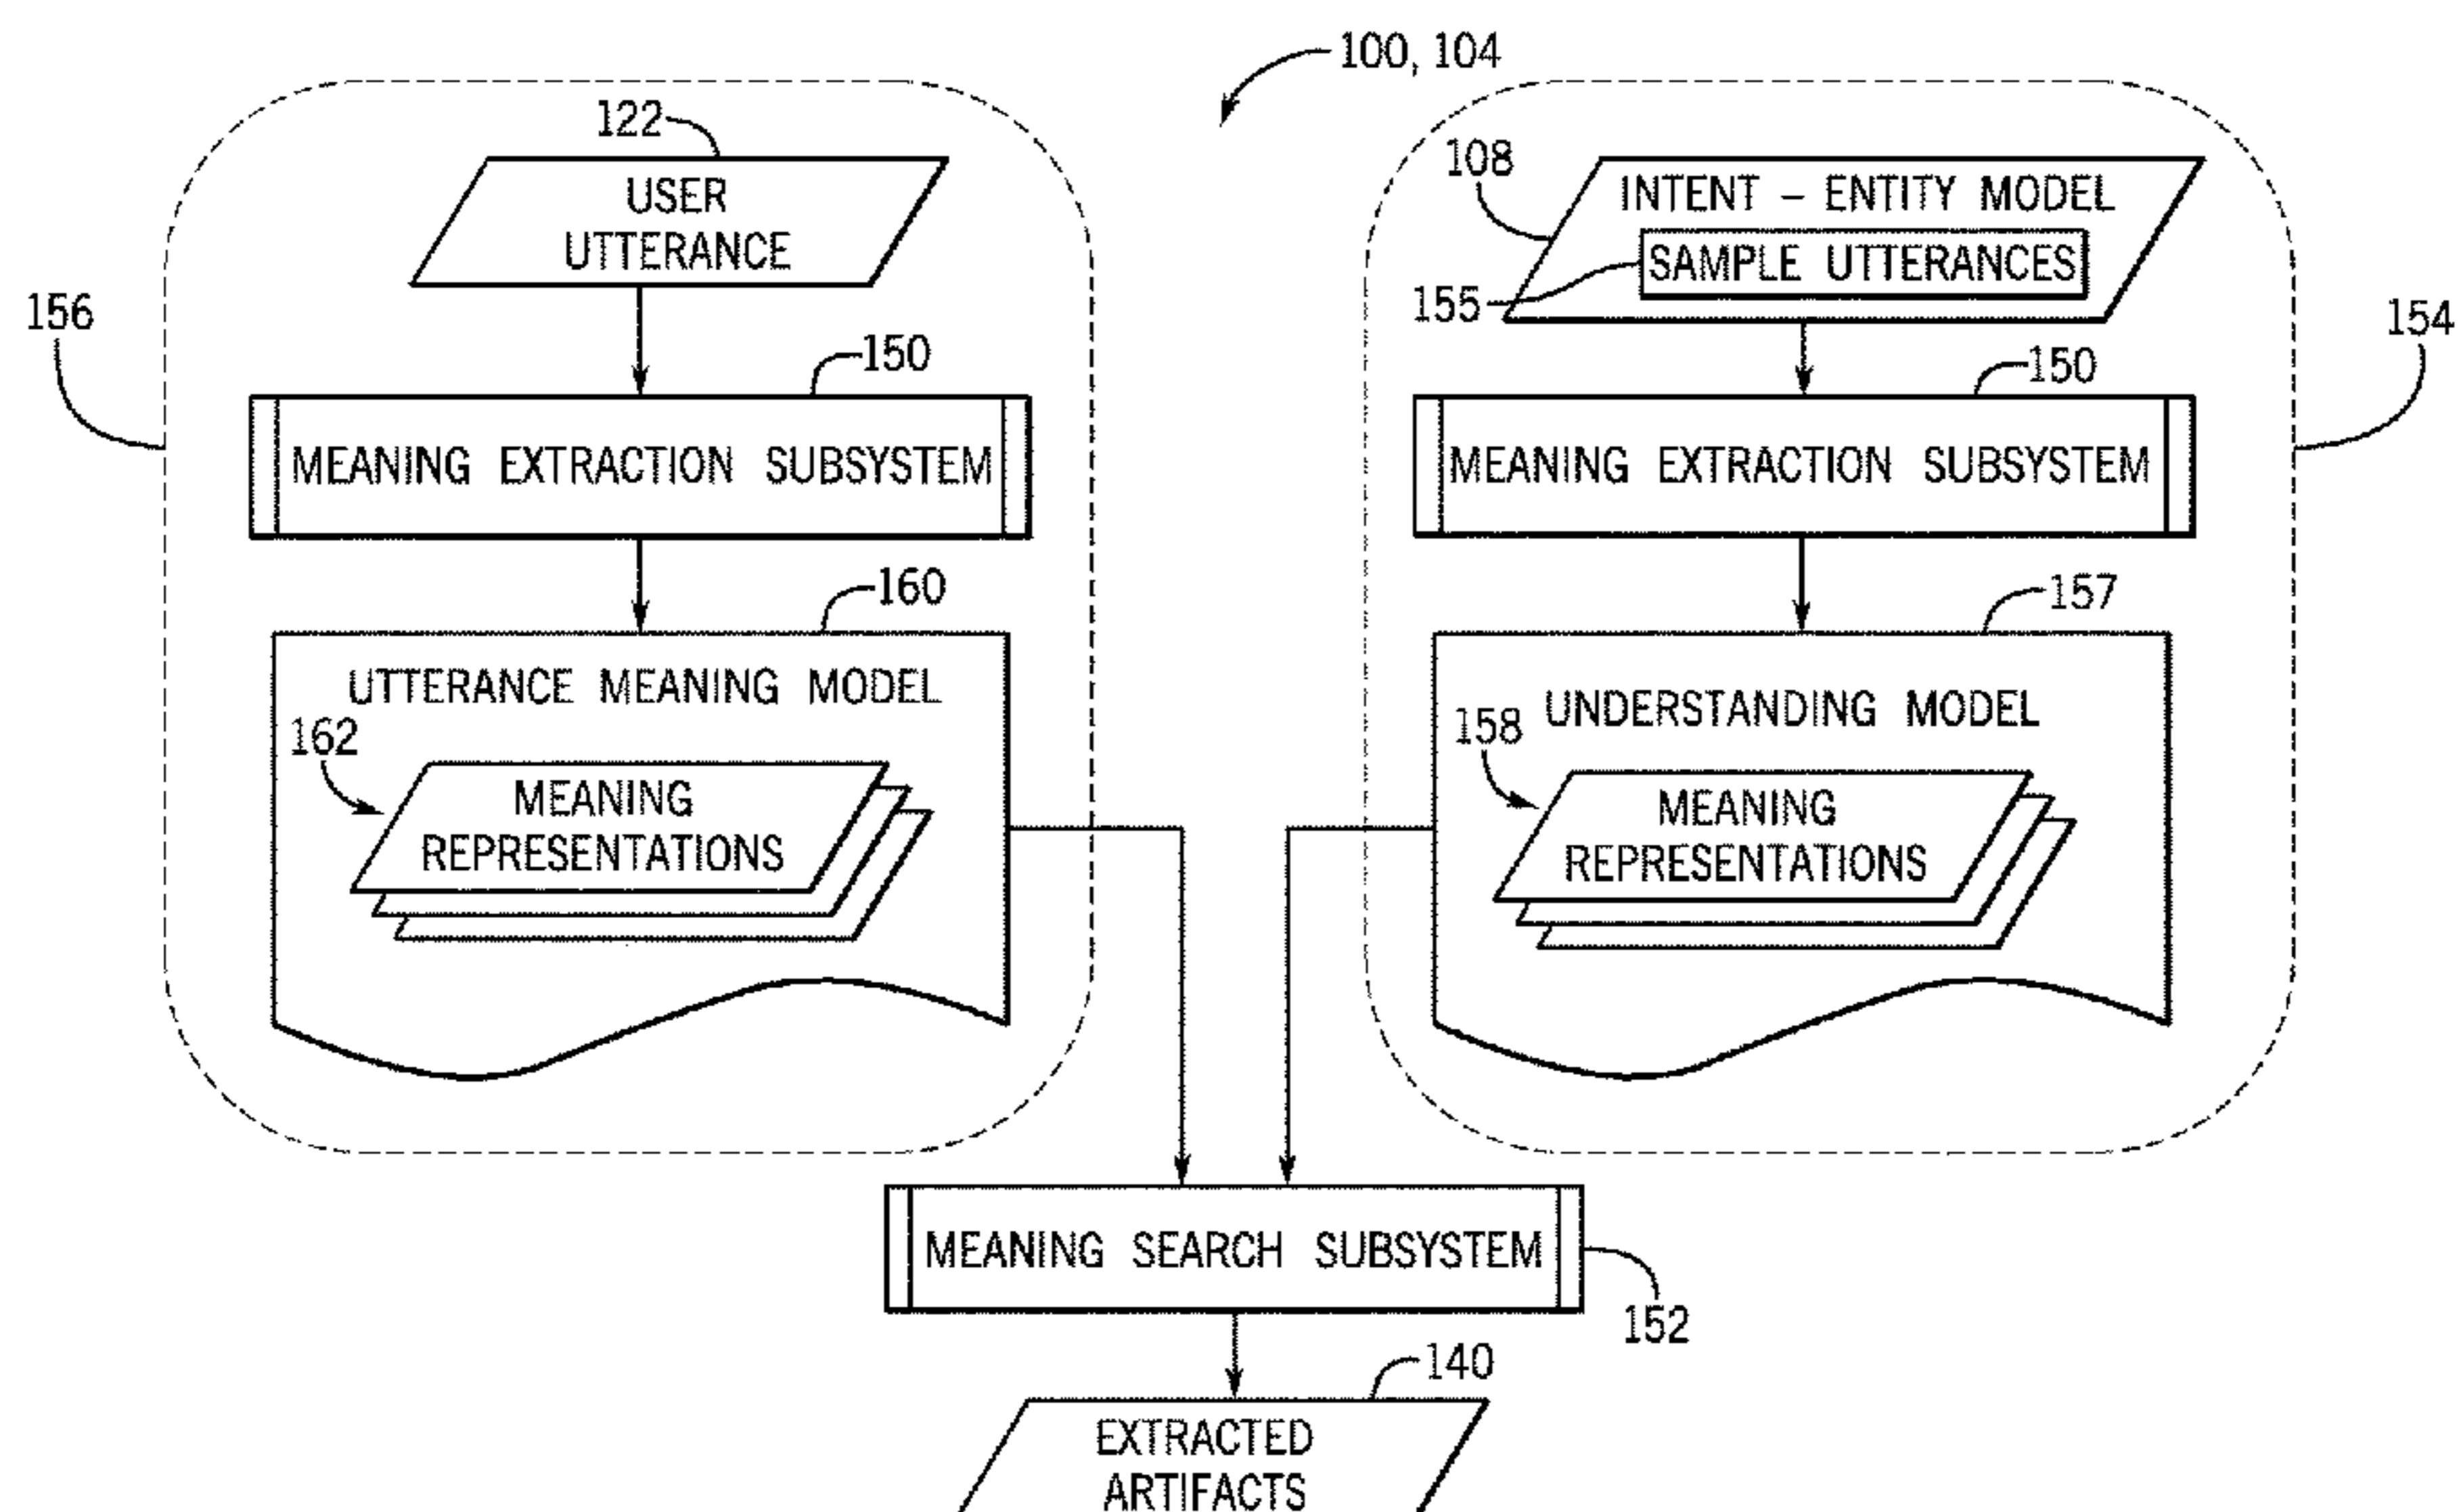 100, 104
122
USER
UTTERANCE
108
INTENT – ENTITY MODEL
SAMPLE UTTERANCES
155
156
154
150
MEANING EXTRACTION SUBSYSTEM
150
MEANING EXTRACTION SUBSYSTEM
160
UTTERANCE MEANING MODEL
162
MEANING
REPRESENTATIONS
157
UNDERSTANDING MODEL
158
MEANING
REPRESENTATIONS
MEANING SEARCH SUBSYSTEM
152
140
EXTRACTED
ARTIFACTS